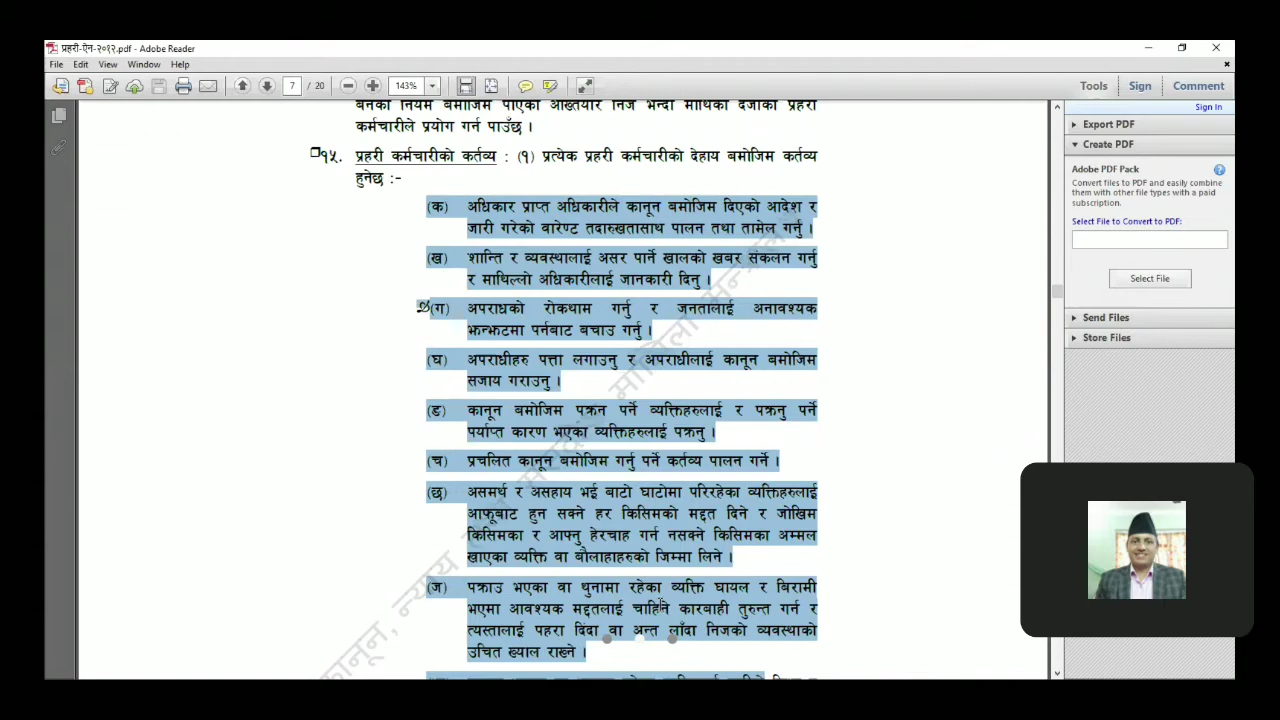 प्रहरी-ऐन-२०१२.pdf - Adobe Reader
File Edit View Window Help
7 / 20 143% Tools Sign Comment
Sign In
Export PDF
Create PDF
Adobe PDF Pack
Convert files to PDF and easily combine
them with other file types with a paid
subscription.
Select File to Convert to PDF:
Select File
Send Files
Store Files
बनेको नियम बमोजिम पाएको अख्तियार निज भन्दा माथिको दर्जाको प्रहरी
कर्मचारीले प्रयोग गर्न पाउँछ ।
१५. प्रहरी कर्मचारीको कर्तव्य : (१) प्रत्येक प्रहरी कर्मचारीको देहाय बमोजिम कर्तव्य
हुनेछ :-
(क) अधिकार प्राप्त अधिकारीले कानून बमोजिम दिएको आदेश र
जारी गरेको वारेण्ट तदारुखतासाथ पालन तथा तामेल गर्नु ।
(ख) शान्ति र व्यवस्थालाई असर पार्ने खालको खबर संकलन गर्नु
र माथिल्लो अधिकारीलाई जानकारी दिनु ।
(ग) अपराधको रोकथाम गर्नु र जनतालाई अनावश्यक
झन्झटमा पर्नबाट बचाउ गर्नु ।
(घ) अपराधीहरु पत्ता लगाउनु र अपराधीलाई कानून बमोजिम
सजाय गराउनु ।
(ङ) कानून बमोजिम पक्रन पर्ने व्यक्तिहरुलाई र पक्रनु पर्ने
पर्याप्त कारण भएका व्यक्तिहरुलाई पक्रनु ।
(च) प्रचलित कानून बमोजिम गर्नु पर्ने कर्तव्य पालन गर्ने ।
(छ) असमर्थ र असहाय भई बाटो घाटोमा परिरहेका व्यक्तिहरुलाई
आफूबाट हुन सक्ने हर किसिमको मद्दत दिने र जोखिम
किसिमका र आफ्नु हेरचाह गर्न नसक्ने किसिमका अम्मल
खाएका व्यक्ति वा बौलाहाहरुको जिम्मा लिने ।
(ज) पक्राउ भएका वा थुनामा रहेका व्यक्ति घायल र बिरामी
भएमा आवश्यक मद्दतलाई चाहिने कारबाही तुरुन्त गर्न र
त्यस्तालाई पहरा दिंदा वा अन्त लाँदा निजको व्यवस्थाको
उचित ख्याल राख्ने ।